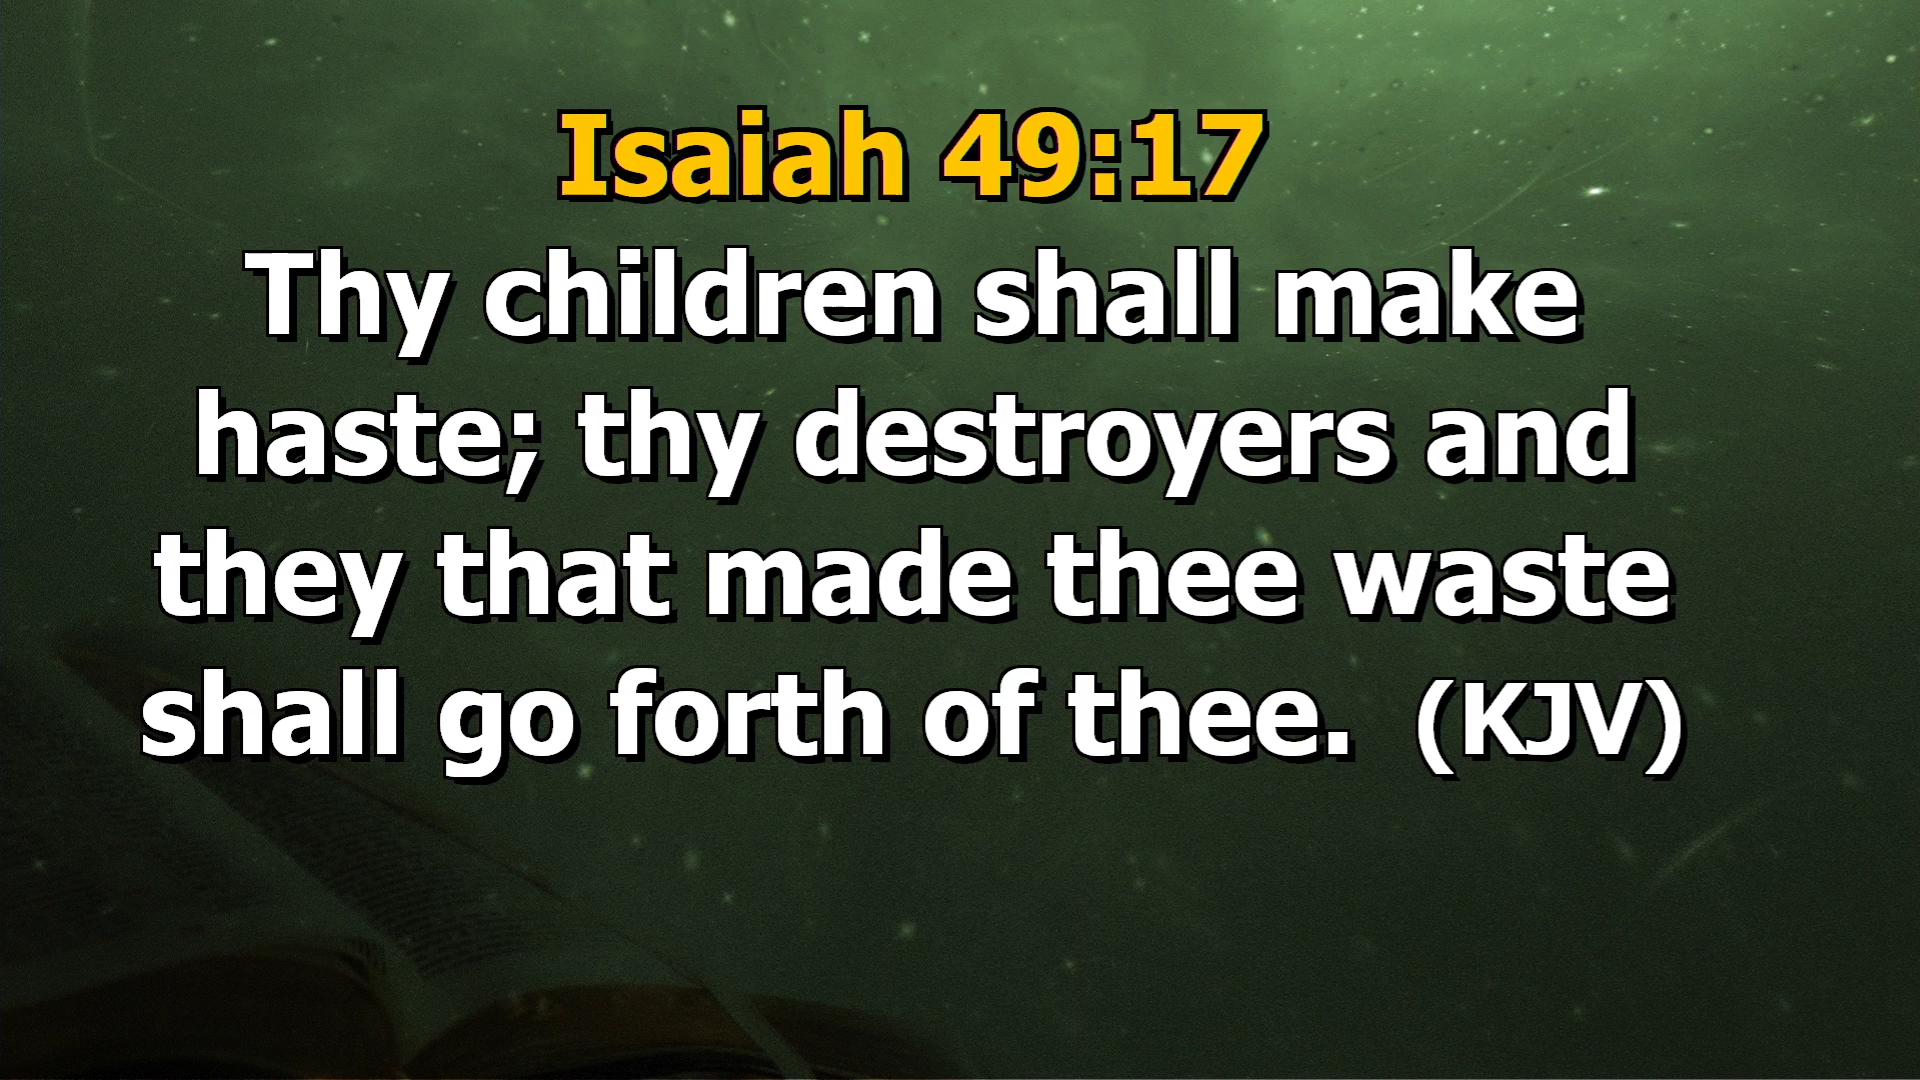 Isaiah 49:17
Thy children shall make
haste; thy destroyers and
they that made thee waste
shall go forth of thee.  (KJV)